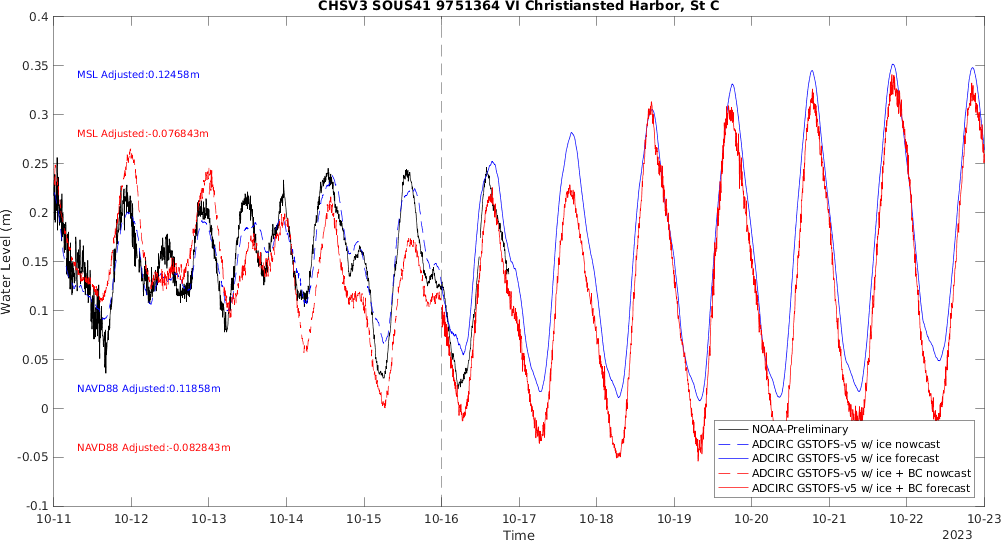 CHSV3 SOUS41 9751364 VI Christiansted Harbor, St C
0.4
0.35
0.3
0.25
0.2
0.15
0.1
0.05
0
-0.05
-0.1
Water Level (m)
MSL Adjusted:0.12458m
MSL Adjusted:-0.076843m
NAVD88 Adjusted:0.11858m
NAVD88 Adjusted:-0.082843m
NOAA-Preliminary
ADCIRC GSTOFS-v5 w/ ice nowcast
ADCIRC GSTOFS-v5 w/ ice forecast
ADCIRC GSTOFS-v5 w/ ice + BC nowcast
ADCIRC GSTOFS-v5 w/ ice + BC forecast
10-11 10-12 10-13 10-14 10-15 10-16 10-17 10-18 10-19 10-20 10-21 10-22 10-23
Time
2023